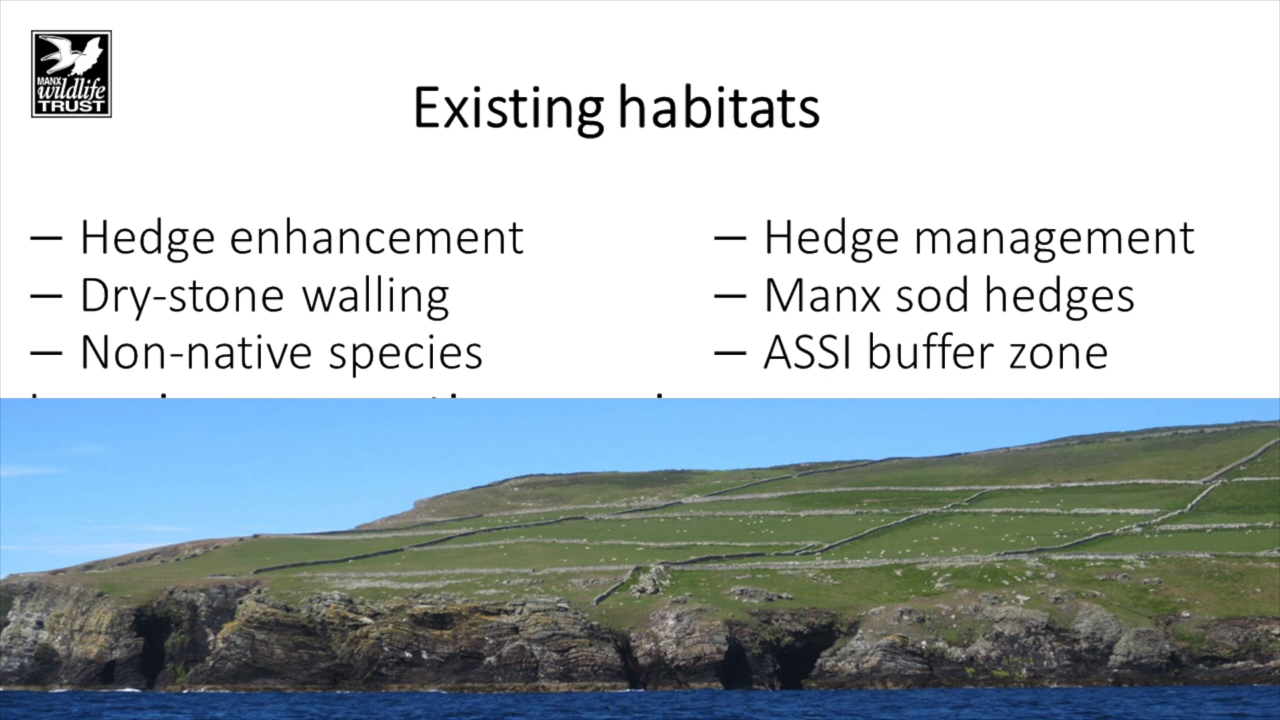 MANX
wildlife
TRUST
Existing habitats
– Hedge enhancement
– Dry-stone walling
– Non-native species
– Hedge management
– Manx sod hedges
– ASSI buffer zone